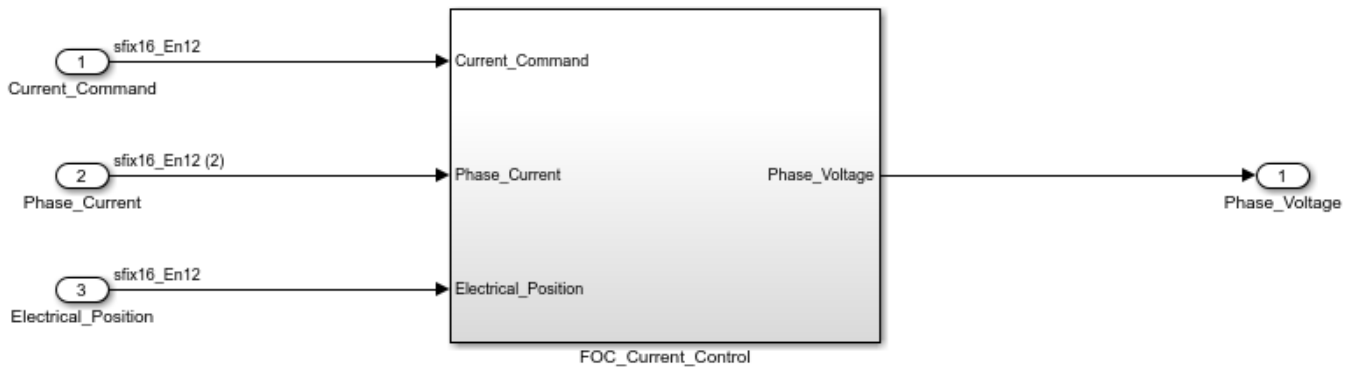 sfix16_En12
1
Current_Command
Current_Command
sfix16_En12 (2)
2
Phase_Current
Phase_Current
Phase_Voltage
1
Phase_Voltage
sfix16_En12
3
Electrical_Position
Electrical_Position
FOC_Current_Control